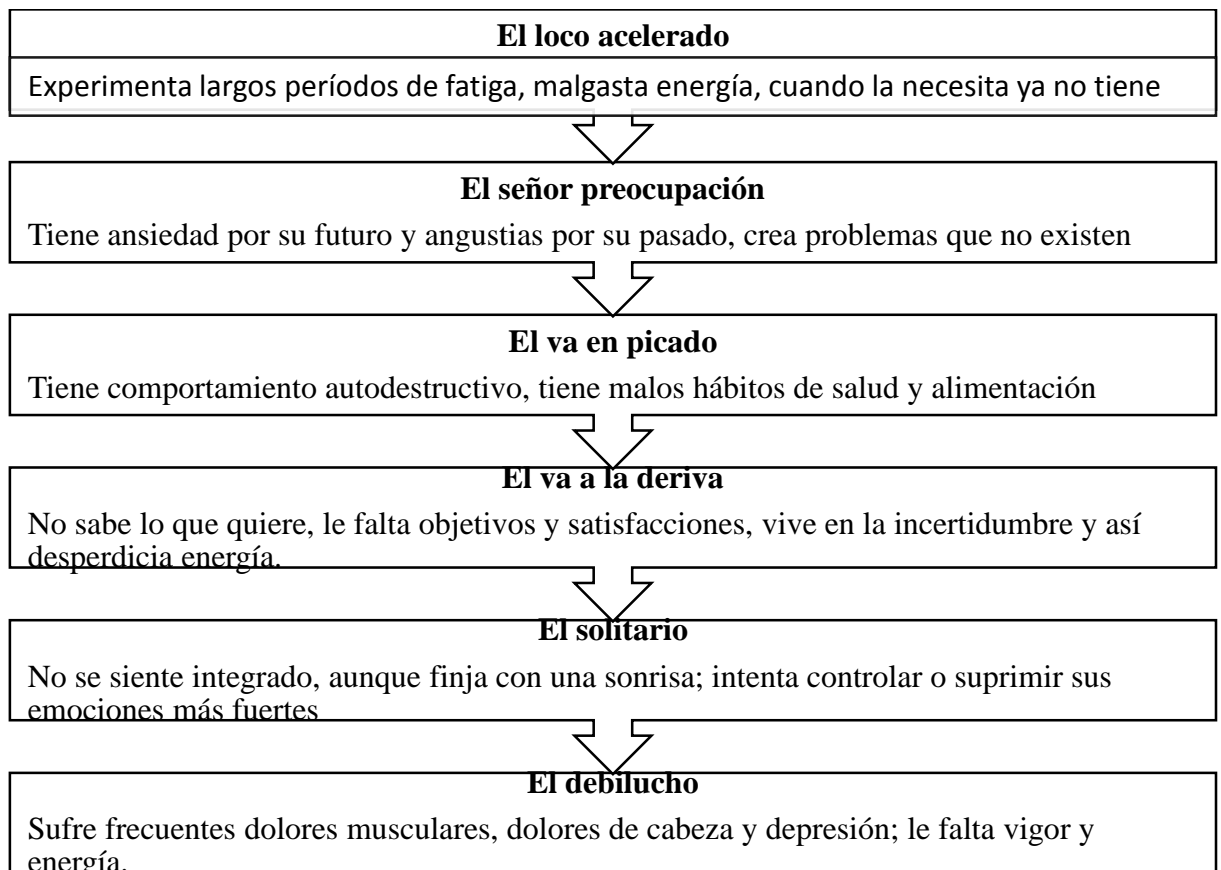 El loco acelerado
Experimenta largos períodos de fatiga, malgasta energía, cuando la necesita ya no tiene
El señor preocupación
Tiene ansiedad por su futuro y angustias por su pasado, crea problemas que no existen
El va en picado
Tiene comportamiento autodestructivo, tiene malos hábitos de salud y alimentación
El va a la deriva
No sabe lo que quiere, le falta objetivos y satisfacciones, vive en la incertidumbre y así
desperdicia energía.
El solitario
No se siente integrado, aunque finja con una sonrisa; intenta controlar o suprimir sus
emociones más fuertes
El debilucho
Sufre frecuentes dolores musculares, dolores de cabeza y depresión; le falta vigor y
energía.